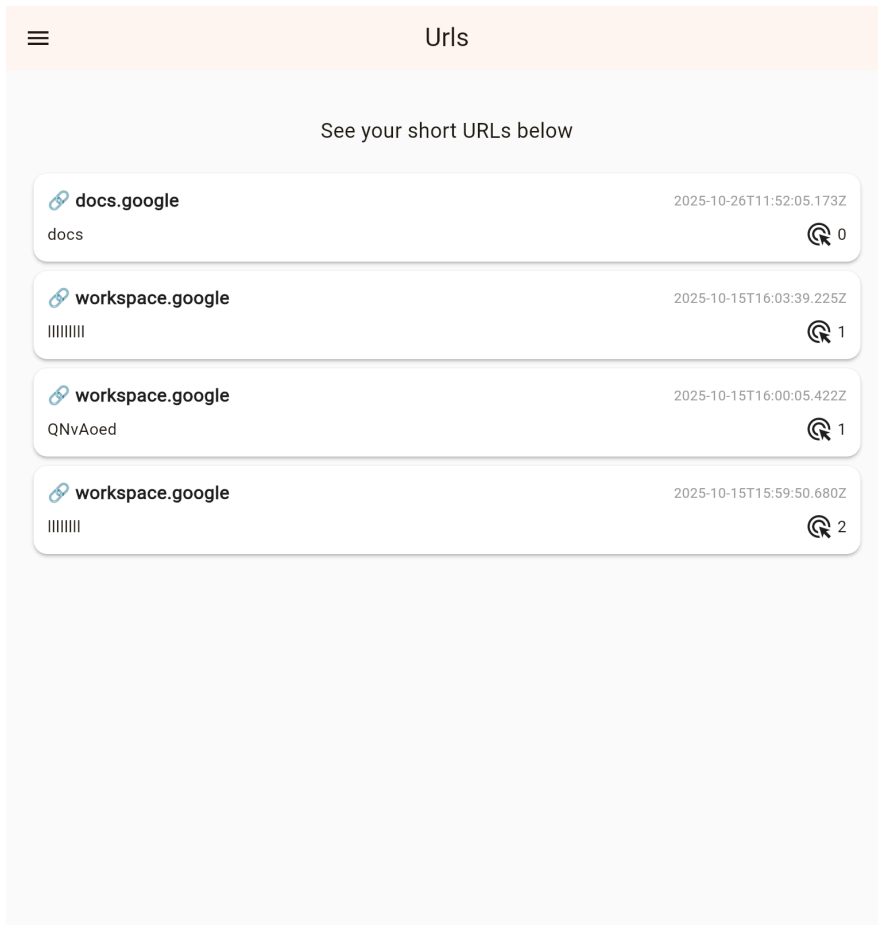 Urls
See your short URLs below
docs.google 2025-10-26T11:52:05.173Z
docs 0
workspace.google 2025-10-15T16:03:39.225Z
lllllllll 1
workspace.google 2025-10-15T16:00:05.422Z
QNvAoed 1
workspace.google 2025-10-15T15:59:50.680Z
llllllll 2